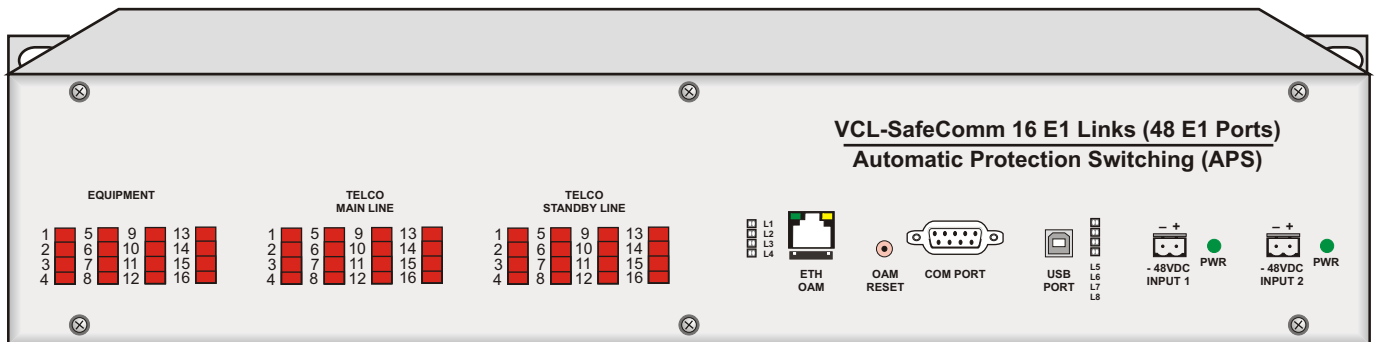 VCL-SafeComm 16 E1 Links (48 E1 Ports)
Automatic Protection Switching (APS)
EQUIPMENT
1 5 9 13
2 6 10 14
3 7 11 15
4 8 12 16
TELCO
MAIN LINE
1 5 9 13
2 6 10 14
3 7 11 15
4 8 12 16
TELCO
STANDBY LINE
1 5 9 13
2 6 10 14
3 7 11 15
4 8 12 16
L1
L2
L3
L4
ETH
OAM
OAM
RESET
COM PORT
USB
PORT
L5
L6
L7
L8
– +
- 48VDC
INPUT 1
PWR
– +
- 48VDC
INPUT 2
PWR